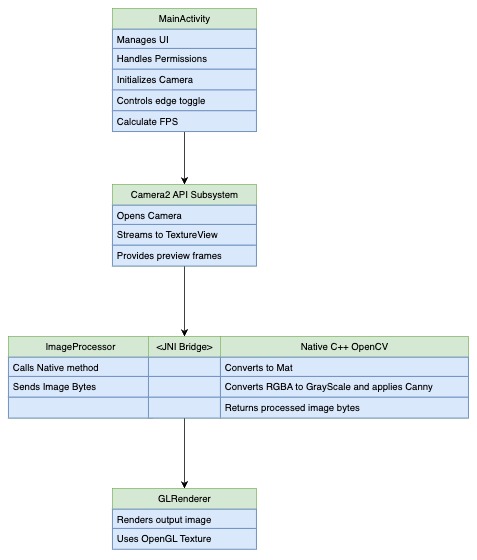 MainActivity
Manages UI
Handles Permissions
Initializes Camera
Controls edge toggle
Calculate FPS
Camera2 API Subsystem
Opens Camera
Streams to TextureView
Provides preview frames
ImageProcessor <JNI Bridge> Native C++ OpenCV
Calls Native method Converts to Mat
Sends Image Bytes Converts RGBA to GrayScale and applies Canny
Returns processed image bytes
GLRenderer
Renders output image
Uses OpenGL Texture